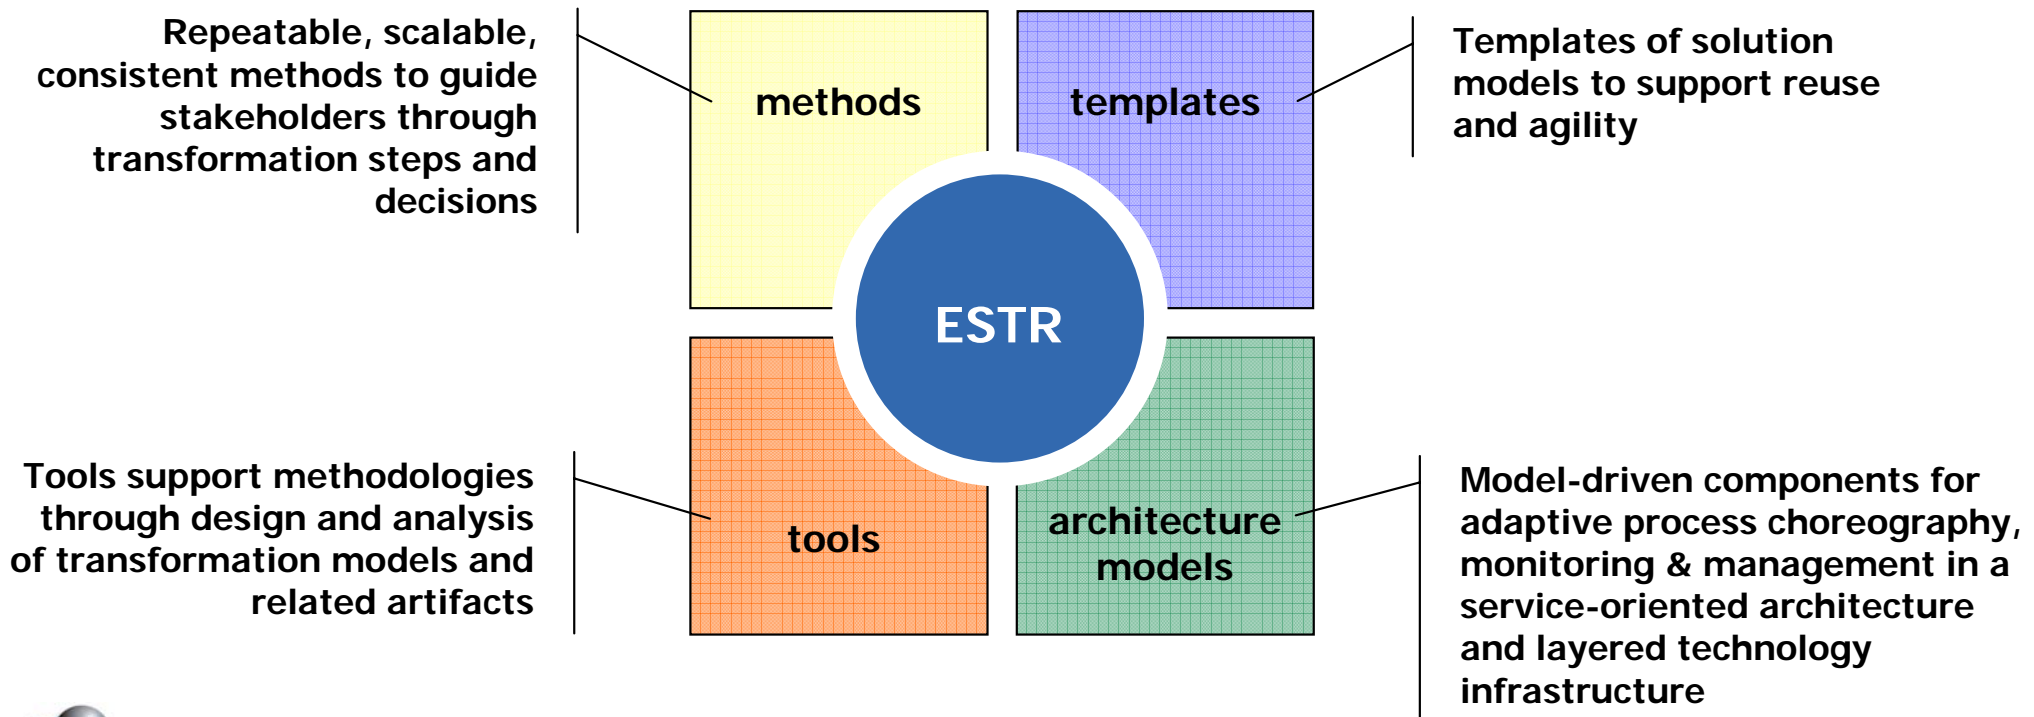 Repeatable, scalable,
consistent methods to guide
stakeholders through
transformation steps and
decisions
methods
templates
Templates of solution
models to support reuse
and agility
ESTR
Tools support methodologies
through design and analysis
of transformation models and
related artifacts
tools
architecture
models
Model-driven components for
adaptive process choreography,
monitoring & management in a
service-oriented architecture
and layered technology
infrastructure